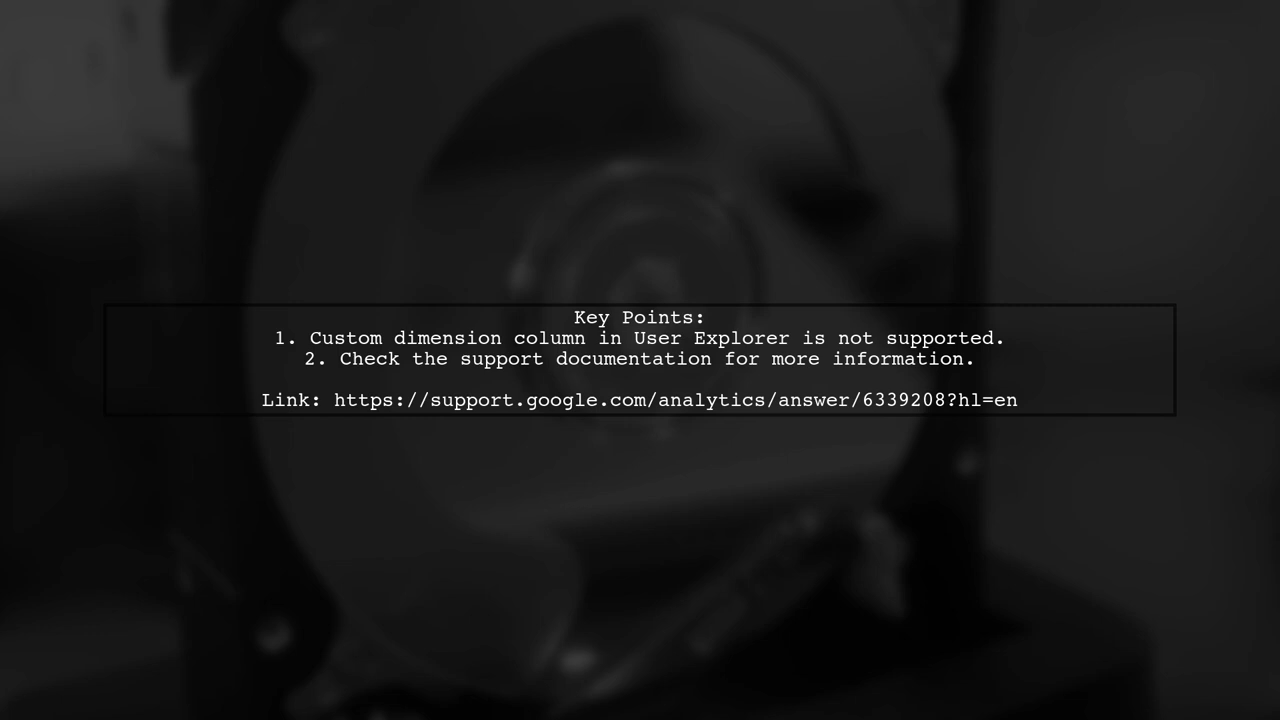 Key Points:
1. Custom dimension column in User Explorer is not supported.
2. Check the support documentation for more information.
Link: https://support.google.com/analytics/answer/6339208?hl=en